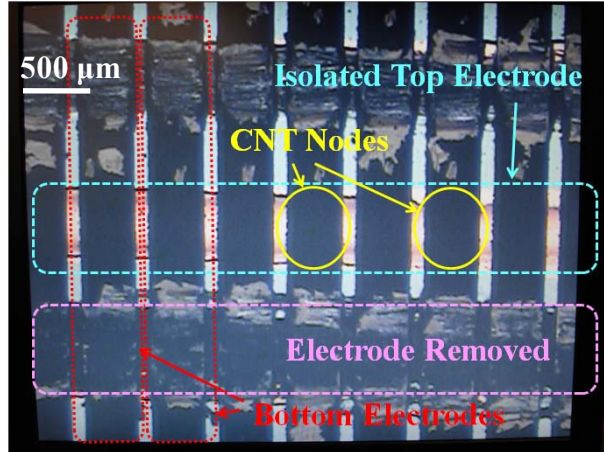 500 μm
Isolated Top Electrode
CNT Nodes
Electrode Removed
Bottom Electrodes